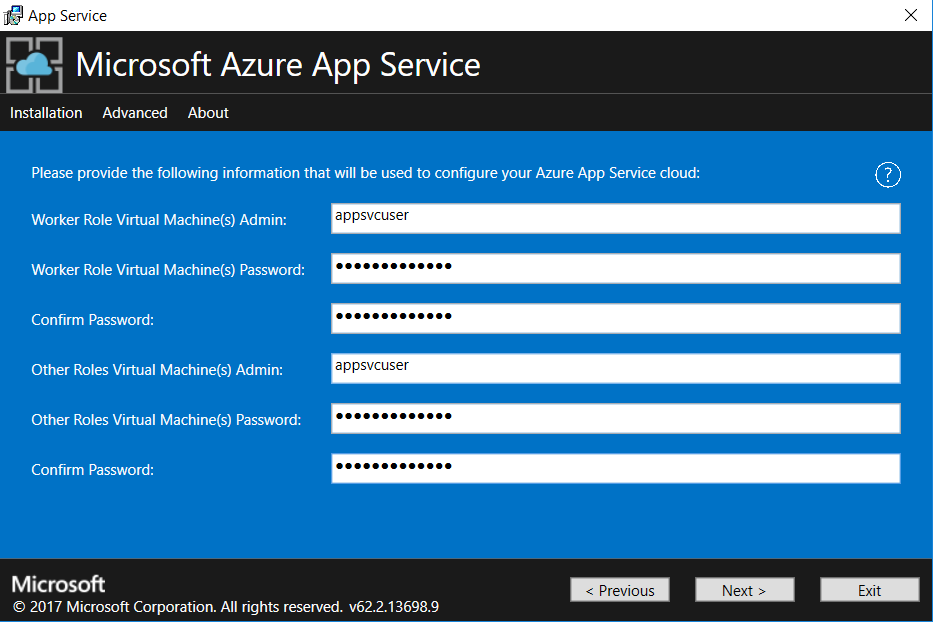 App Service
Microsoft Azure App Service
Installation Advanced About
Please provide the following information that will be used to configure your Azure App Service cloud:
?
Worker Role Virtual Machine(s) Admin: appsvcuser
Worker Role Virtual Machine(s) Password: •••••••••••••
Confirm Password: •••••••••••••
Other Roles Virtual Machine(s) Admin: appsvcuser
Other Roles Virtual Machine(s) Password: •••••••••••••
Confirm Password: •••••••••••••
Microsoft
© 2017 Microsoft Corporation. All rights reserved. v62.2.13698.9
< Previous Next > Exit